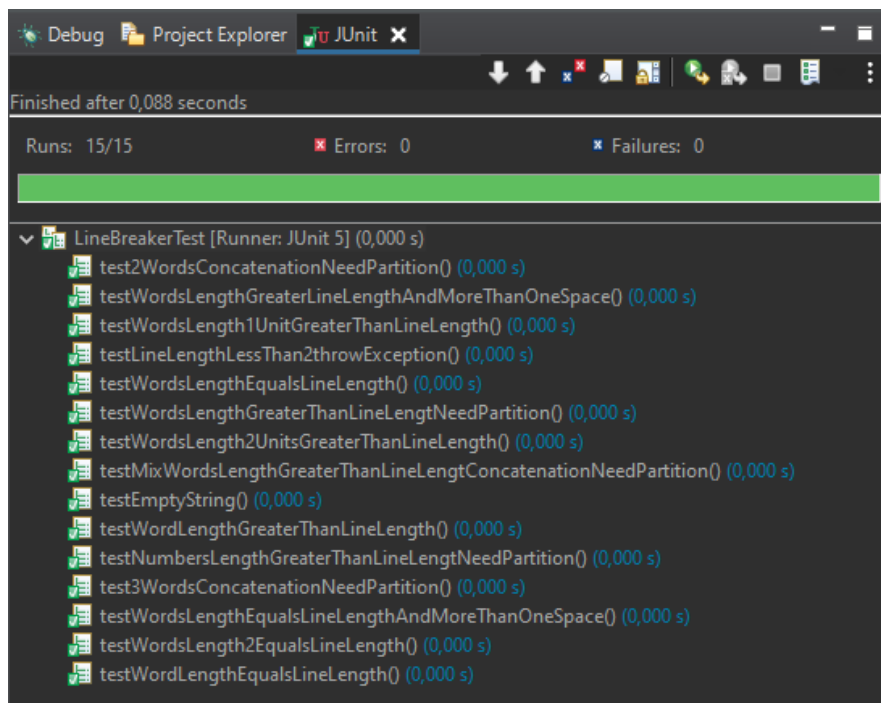 Debug Project Explorer JUnit
Finished after 0,088 seconds
Runs: 15/15 Errors: 0 Failures: 0
LineBreakerTest [Runner: JUnit 5] (0,000 s)
test2WordsConcatenationNeedPartition() (0,000 s)
testWordsLengthGreaterLineLengthAndMoreThanOneSpace() (0,000 s)
testWordsLength1UnitGreaterThanLineLength() (0,000 s)
testLineLengthLessThan2throwException() (0,000 s)
testWordsLengthEqualsLineLength() (0,000 s)
testWordsLengthGreaterThanLineLengtNeedPartition() (0,000 s)
testWordsLength2UnitsGreaterThanLineLength() (0,000 s)
testMixWordsLengthGreaterThanLineLengtConcatenationNeedPartition() (0,000 s)
testEmptyString() (0,000 s)
testWordLengthGreaterThanLineLength() (0,000 s)
testNumbersLengthGreaterThanLineLengtNeedPartition() (0,000 s)
test3WordsConcatenationNeedPartition() (0,000 s)
testWordsLengthEqualsLineLengthAndMoreThanOneSpace() (0,000 s)
testWordsLength2EqualsLineLength() (0,000 s)
testWordLengthEqualsLineLength() (0,000 s)